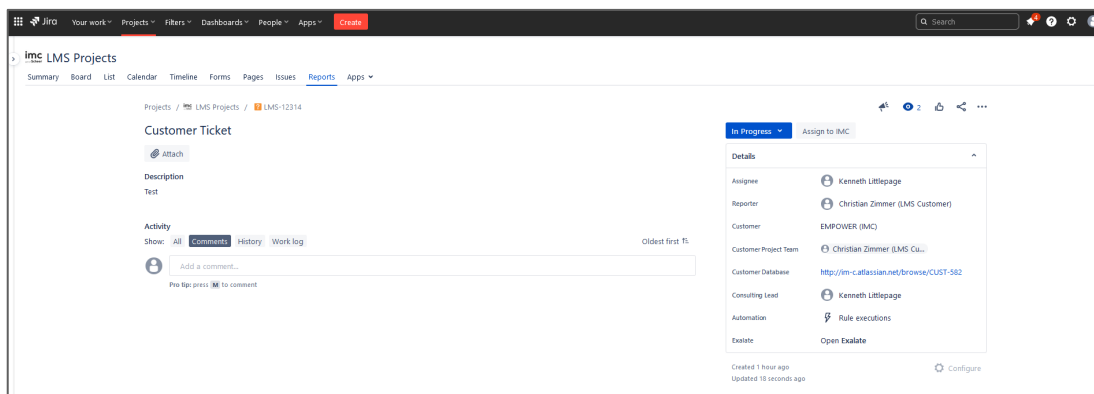 Jira Your work Projects Filters Dashboards People Apps Create Search 4
imc LMS Projects
Summary Board List Calendar Timeline Forms Pages Issues Reports Apps
Projects / LMS Projects / LMS-12314
2
Customer Ticket
In Progress Assign to IMC
Attach
Details
Description
Test
Assignee Kenneth Littlepage
Reporter Christian Zimmer (LMS Customer)
Activity
Customer EMPOWER (IMC)
Show: All Comments History Work log Oldest first
Customer Project Team Christian Zimmer (LMS Cu...
Add a comment...
Customer Database http://im-c.atlassian.net/browse/CUST-582
Pro tip: press M to comment
Consulting Lead Kenneth Littlepage
Automation Rule executions
Exalate Open Exalate
Created 1 hour ago Configure
Updated 18 seconds ago